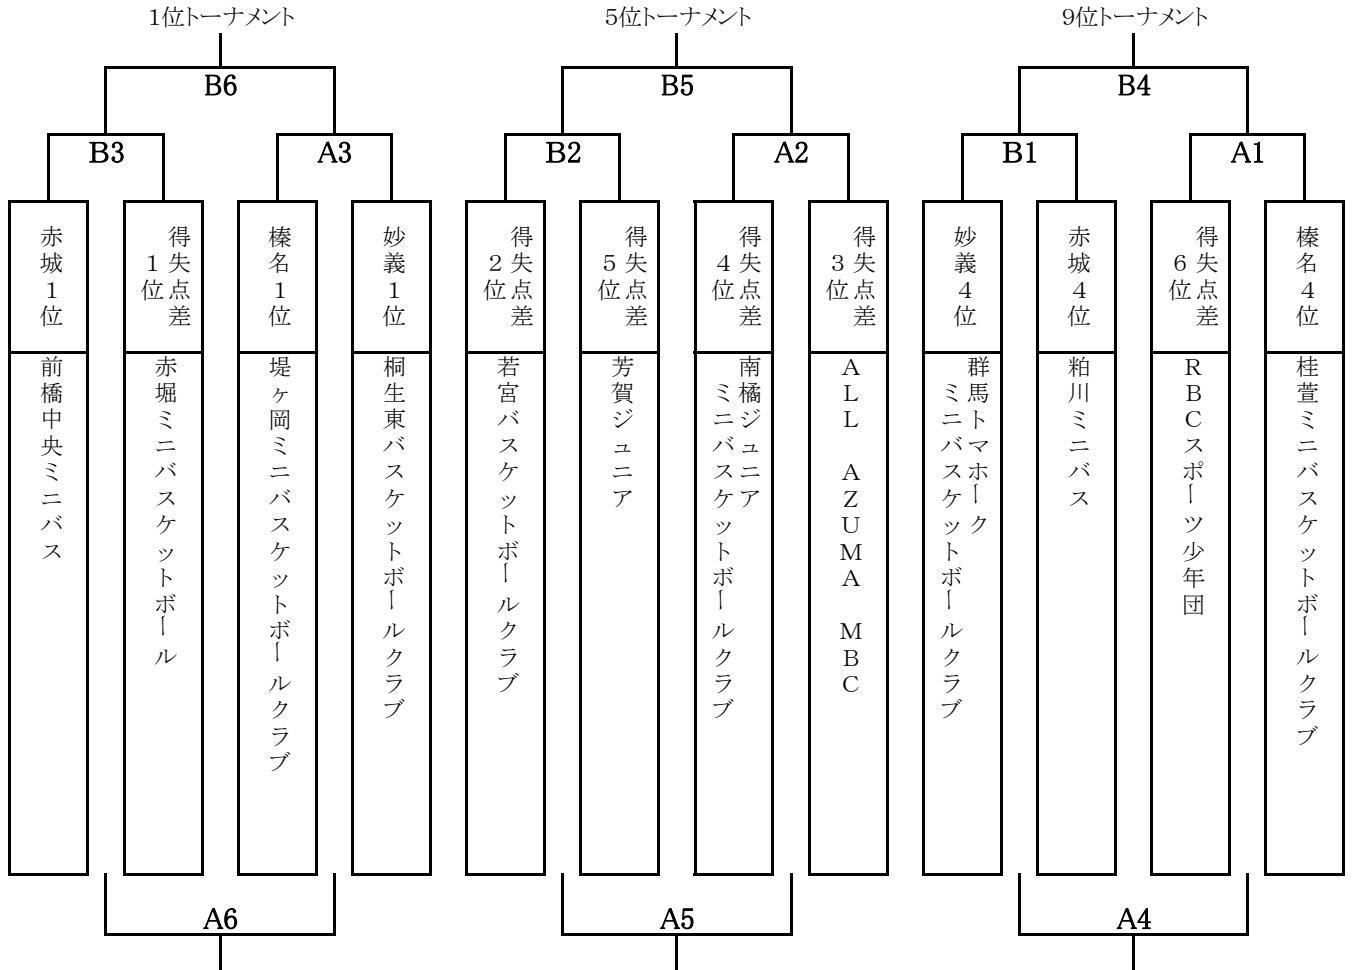 1位トーナメント
5位トーナメント
9位トーナメント
B6
B5
B4
B3
A3
B2
A2
B1
A1
赤城1位
得失点差
1位
榛名1位
妙義1位
得失点差
2位
得失点差
5位
得失点差
4位
得失点差
3位
妙義4位
赤城4位
得失点差
6位
榛名4位
前橋中央ミニバス
赤堀ミニバスケットボール
堤ヶ岡ミニバスケットボールクラブ
桐生東バスケットボールクラブ
若宮バスケットボールクラブ
芳賀ジュニア
南橘ジュニア
ミニバスケットボールクラブ
ALL AZUMA MBC
群馬トマホーク
ミニバスケットボールクラブ
粕川ミニバス
RBCスポーツ少年団
桂萱ミニバスケットボールクラブ
A6
A5
A4